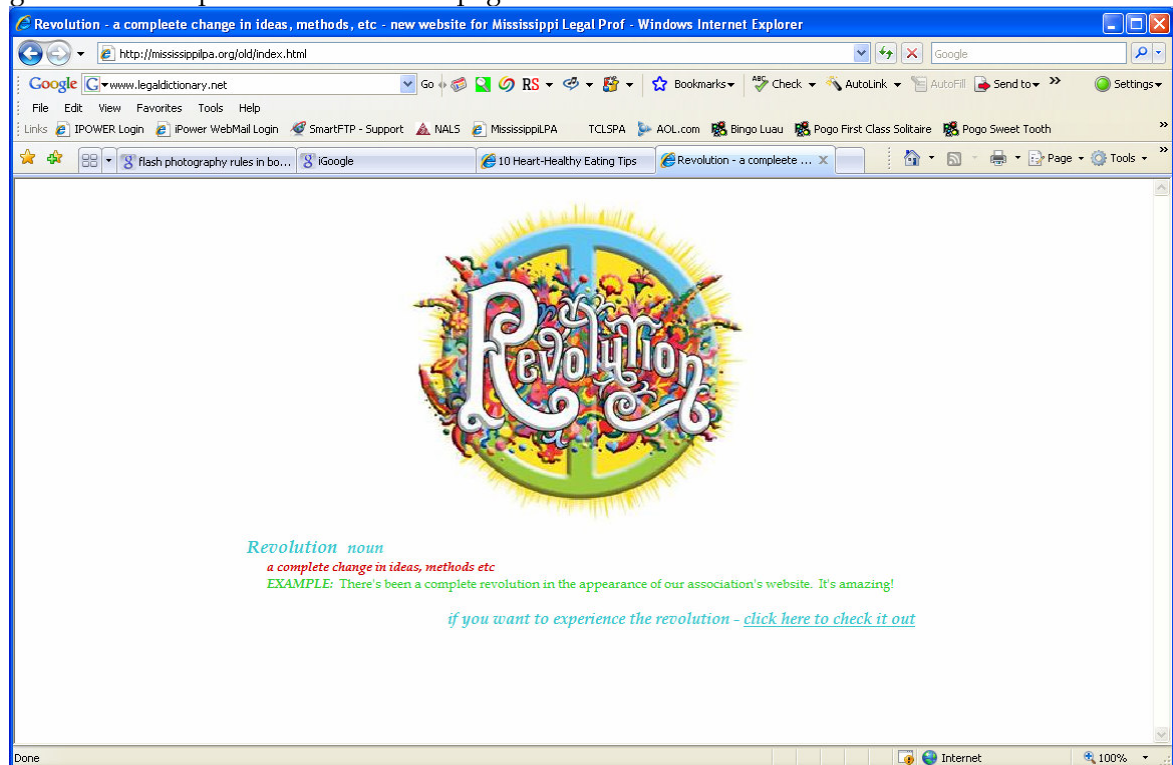 Revolution - a compleete change in ideas, methods, etc - new website for Mississippi Legal Prof - Windows Internet Explorer
http://mississippilpa.org/old/index.html Google
Google G www.legaldictionary.net Go RS Bookmarks ABC Check AutoLink AutoFill Send to Settings
File Edit View Favorites Tools Help
Links IPOWER Login iPower WebMail Login SmartFTP - Support NALS MississippiLPA TCLSPA AOL.com Bingo Luau Pogo First Class Solitaire Pogo Sweet Tooth
flash photography rules in bo... iGoogle 10 Heart-Healthy Eating Tips Revolution - a compleete ... Page Tools
Revolution
Revolution noun
a complete change in ideas, methods etc
EXAMPLE: There's been a complete revolution in the appearance of our association's website. It's amazing!
if you want to experience the revolution - click here to check it out
Done Internet 100%